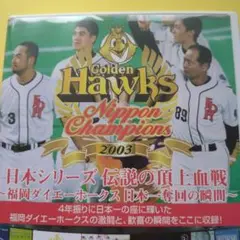 Golden
Hawks
Nippon
Champions
2003
日本シリーズ 伝説の頂上血戦
～福岡ダイエーホークス 日本一奪回の瞬間～
4年振りに日本一の座に輝いた
福岡ダイエーホークスの激闘と、歓喜の瞬間をここに収録!